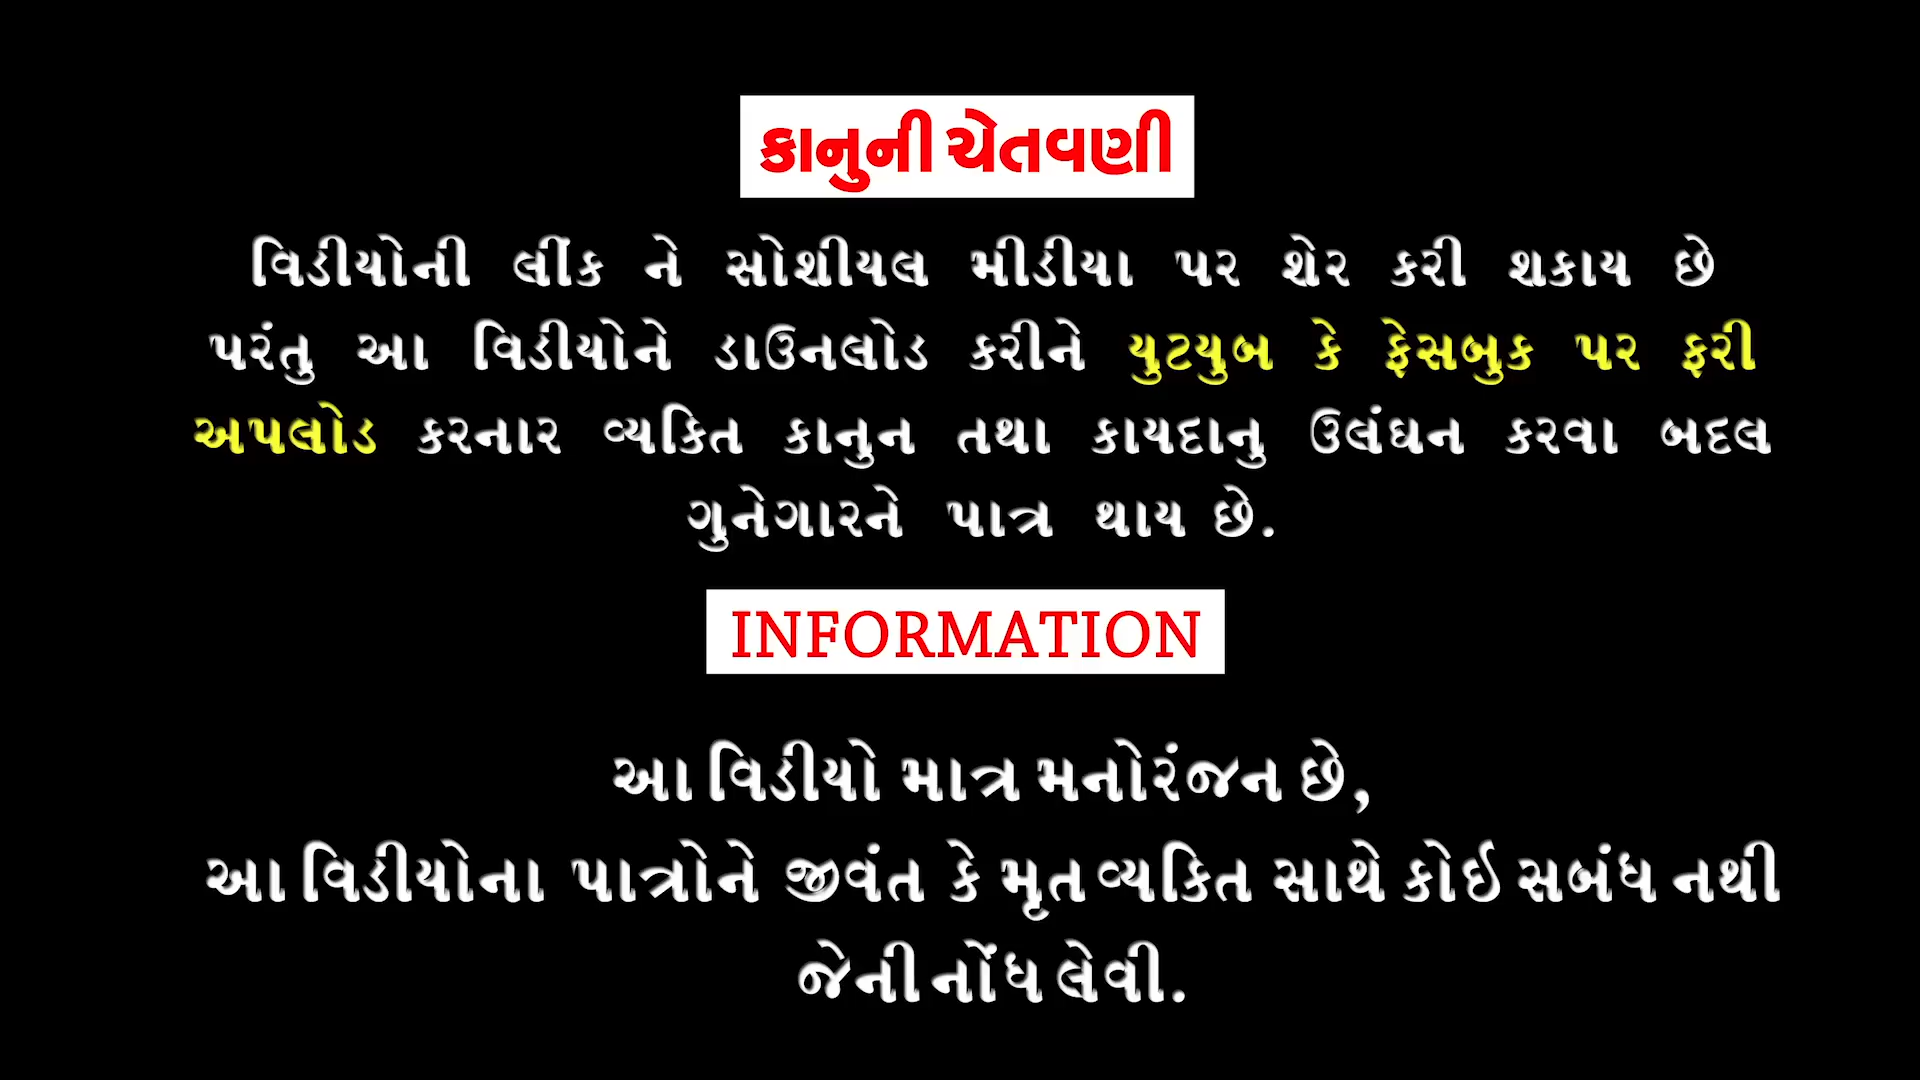 કાનુની ચેતવણી
વિડીયોની લીંક ને સોશીયલ મીડીયા પર શેર કરી શકાય છે
પરંતુ આ વિડીયોને ડાઉનલોડ કરીને યુટયુબ કે ફેસબુક પર ફરી
અપલોડ કરનાર વ્યકિત કાનુન તથા કાયદાનુ ઉલંઘન કરવા બદલ
ગુનેગારને પાત્ર થાય છે.
INFORMATION
આ વિડીયો માત્ર મનોરંજન છે,
આ વિડીયોના પાત્રોને જીવંત કે મૃત વ્યકિત સાથે કોઇ સબંધ નથી
જેની નોંધ લેવી.